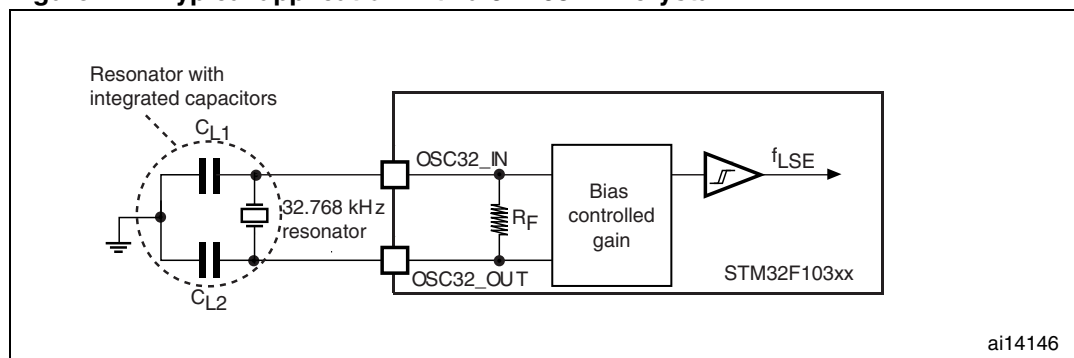 Resonator with
integrated capacitors
CL1
OSC32_IN
fLSE
32.768 kHz
resonator
RF
Bias
controlled
gain
STM32F103xx
OSC32_OUT
CL2
ai14146